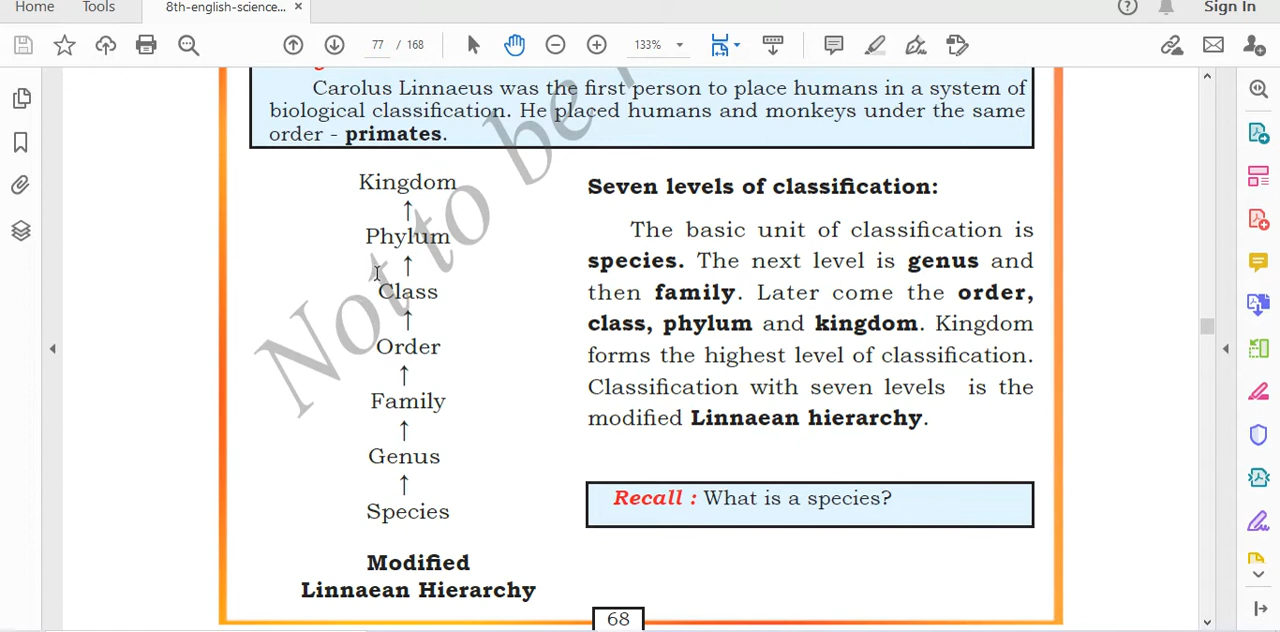 Home Tools 8th-english-science... × Sign In
77 / 168 133%
Carolus Linnaeus was the first person to place humans in a system of
biological classification. He placed humans and monkeys under the same
order - primates.
Not to be
Kingdom
↑
Phylum
↑
Class
↑
Order
↑
Family
↑
Genus
↑
Species
Modified
Linnaean Hierarchy
Seven levels of classification:
The basic unit of classification is
species. The next level is genus and
then family. Later come the order,
class, phylum and kingdom. Kingdom
forms the highest level of classification.
Classification with seven levels is the
modified Linnaean hierarchy.
Recall : What is a species?
68